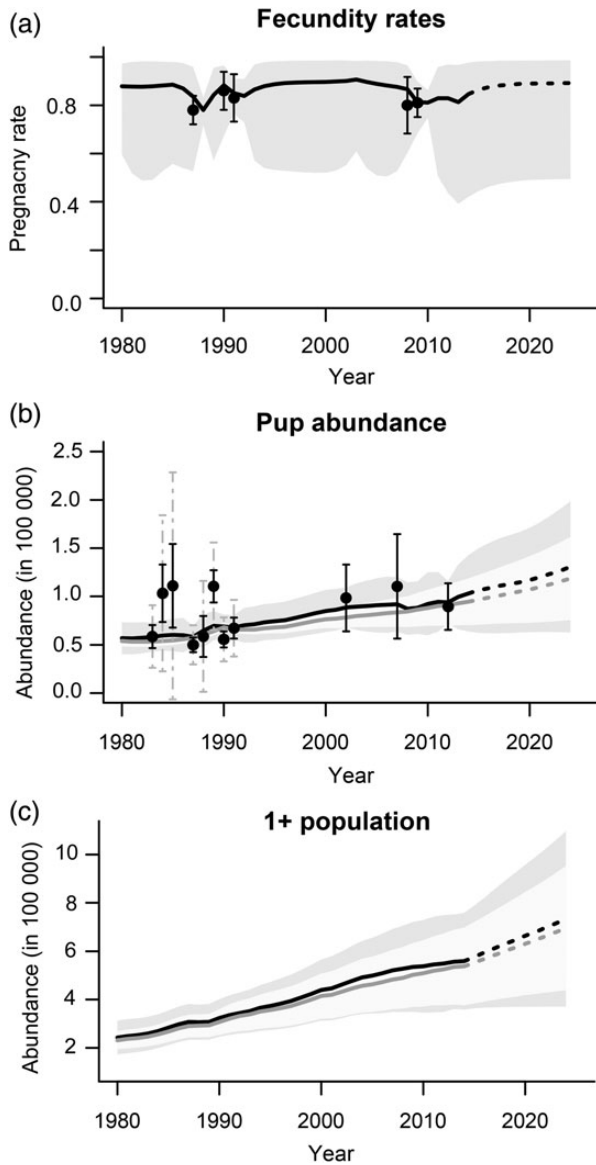 (a)
Fecundity rates
Pregnacny rate
0.8
0.4
0.0
1980 1990 2000 2010 2020
Year
(b)
Pup abundance
Abundance (in 100 000)
2.5
2.0
1.5
1.0
0.5
0.0
1980 1990 2000 2010 2020
Year
(c)
1+ population
Abundance (in 100 000)
10
8
6
4
2
1980 1990 2000 2010 2020
Year